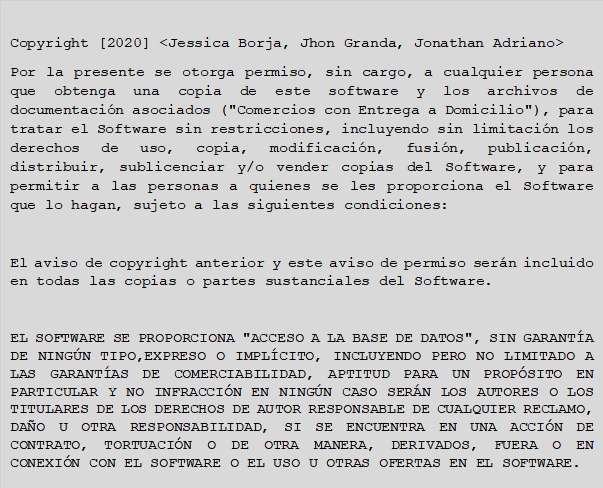 Copyright [2020] <Jessica Borja, Jhon Granda, Jonathan Adriano>
Por la presente se otorga permiso, sin cargo, a cualquier persona
que obtenga una copia de este software y los archivos de
documentación asociados ("Comercios con Entrega a Domicilio"), para
tratar el Software sin restricciones, incluyendo sin limitación los
derechos de uso, copia, modificación, fusión, publicación,
distribuir, sublicenciar y/o vender copias del Software, y para
permitir a las personas a quienes se les proporciona el Software
que lo hagan, sujeto a las siguientes condiciones:
El aviso de copyright anterior y este aviso de permiso serán incluido
en todas las copias o partes sustanciales del Software.
EL SOFTWARE SE PROPORCIONA "ACCESO A LA BASE DE DATOS", SIN GARANTÍA
DE NINGÚN TIPO,EXPRESO O IMPLÍCITO, INCLUYENDO PERO NO LIMITADO A
LAS GARANTÍAS DE COMERCIABILIDAD, APTITUD PARA UN PROPÓSITO EN
PARTICULAR Y NO INFRACCIÓN EN NINGÚN CASO SERÁN LOS AUTORES O LOS
TITULARES DE LOS DERECHOS DE AUTOR RESPONSABLE DE CUALQUIER RECLAMO,
DAÑO U OTRA RESPONSABILIDAD, SI SE ENCUENTRA EN UNA ACCIÓN DE
CONTRATO, TORTUACIÓN O DE OTRA MANERA, DERIVADOS, FUERA O EN
CONEXIÓN CON EL SOFTWARE O EL USO U OTRAS OFERTAS EN EL SOFTWARE.